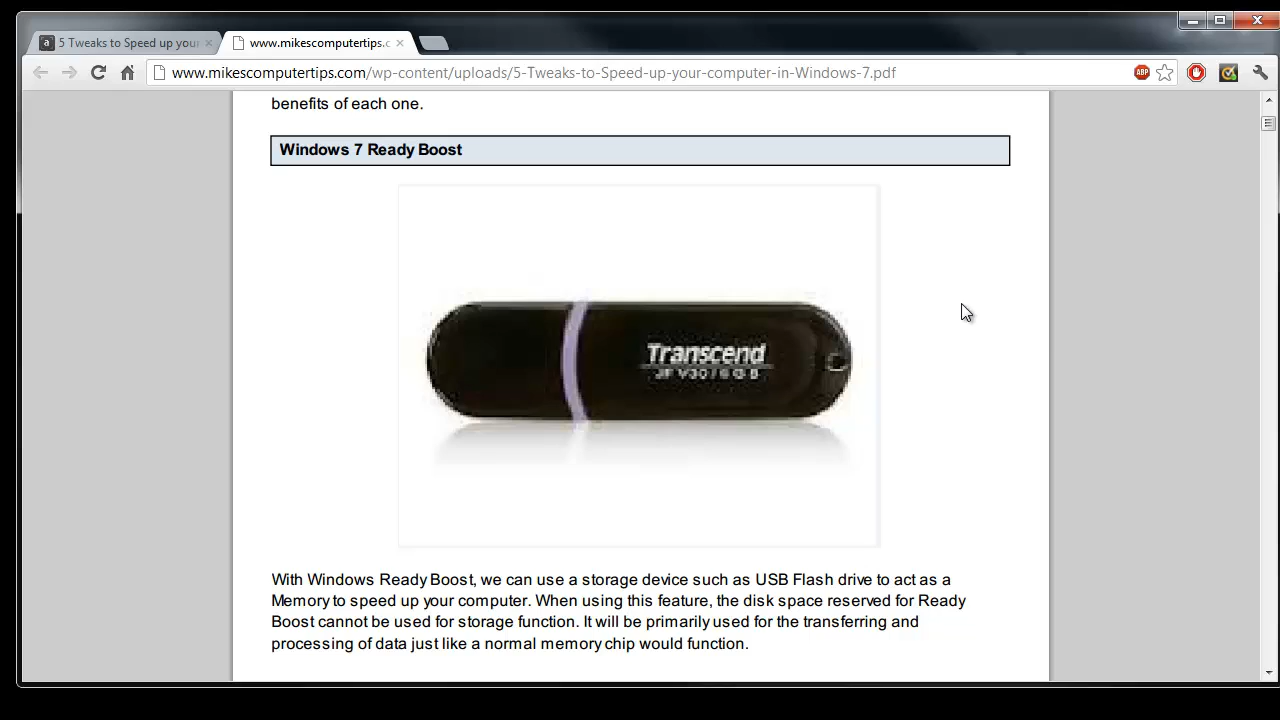 5 Tweaks to Speed up your
www.mikescomputertips.c
www.mikescomputertips.com/wp-content/uploads/5-Tweaks-to-Speed-up-your-computer-in-Windows-7.pdf
ABP
benefits of each one.
Windows 7 Ready Boost
Transcend
With Windows Ready Boost, we can use a storage device such as USB Flash drive to act as a
Memory to speed up your computer. When using this feature, the disk space reserved for Ready
Boost cannot be used for storage function. It will be primarily used for the transferring and
processing of data just like a normal memory chip would function.